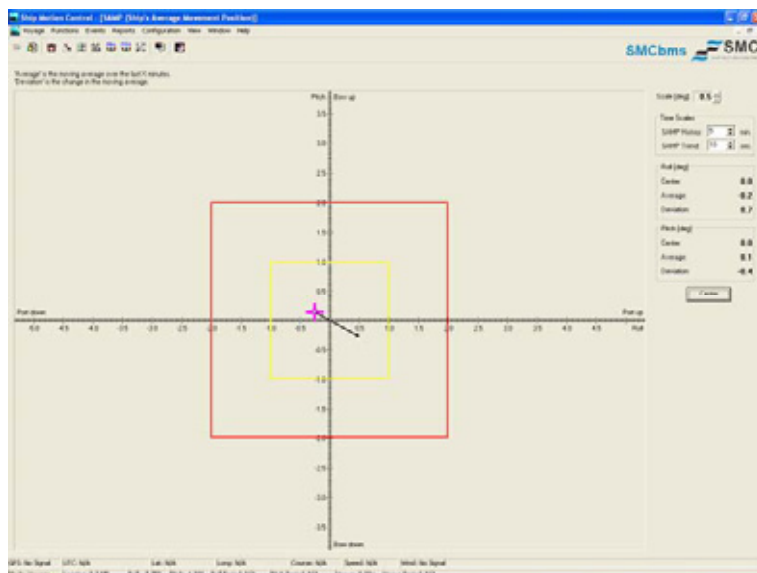 Ship Motion Control - [SAMP (Ship's Average Movement Position)]
Voyage Functions Events Reports Configuration View Window Help
SMCbms SMC
'Average' is the moving average over the last X minutes.
'Deviation' is the change in the moving average.
Pitch Bow up
Scale [deg] 0.5
Time Scales
SAMP History 5 min.
SAMP Trend 10 min.
Roll [deg]
Center 0.0
Average -0.2
Deviation 0.7
Pitch [deg]
Center 0.0
Average 0.1
Deviation -0.4
Center
3.5
3.0
2.5
2.0
1.5
1.0
0.5
Port down Port up
-5.0 -4.5 -4.0 -3.5 -3.0 -2.5 -2.0 -1.5 -1.0 -0.5 0.5 1.0 1.5 2.0 2.5 3.0 3.5 4.0 4.5 Roll
-0.5
-1.0
-1.5
-2.0
-2.5
-3.0
-3.5
Bow down
GPS: No Signal UTC: N/A Lat: N/A Long: N/A Course: N/A Speed: N/A Wind: No Signal